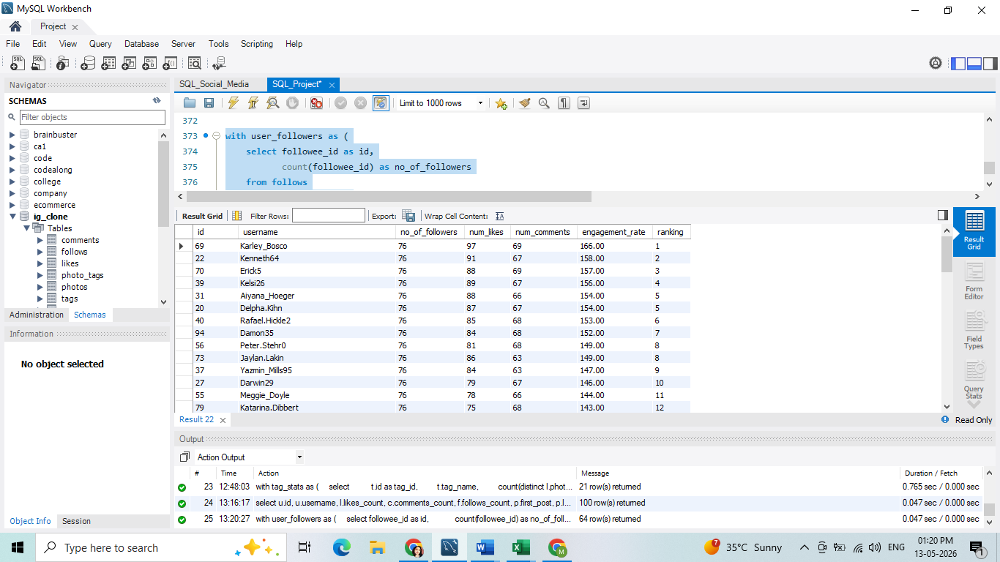 MySQL Workbench
Project
File Edit View Query Database Server Tools Scripting Help
Navigator
SCHEMAS
Filter objects
brainbuster
ca1
code
codealong
college
company
ecommerce
ig_clone
Tables
comments
follows
likes
photo_tags
photos
tags
Administration Schemas
Information
No object selected
Object Info Session
SQL_Social_Media SQL_Project*
Limit to 1000 rows
372
373 with user_followers as (
374 select followee_id as id,
375 count(followee_id) as no_of_followers
376 from follows
Result Grid Filter Rows: Export: Wrap Cell Content:
id username no_of_followers num_likes num_comments engagement_rate ranking
69 Karley_Bosco 76 97 69 166.00 1
22 Kenneth64 76 91 67 158.00 2
70 Erick5 76 88 69 157.00 3
39 Kelsi26 76 89 67 156.00 4
31 Aiyana_Hoeger 76 88 66 154.00 5
20 Delpha.Kihn 76 87 67 154.00 5
40 Rafael.Hickle2 76 85 68 153.00 6
94 Damon35 76 84 68 152.00 7
56 Peter.Stehr0 76 81 68 149.00 8
73 Jaylan.Lakin 76 86 63 149.00 8
37 Yazmin_Mills95 76 84 63 147.00 9
27 Darwin29 76 79 67 146.00 10
55 Meggie_Doyle 76 78 66 144.00 11
79 Katarina.Dibbert 76 75 68 143.00 12
Result Grid
Form Editor
Field Types
Query Stats
Result 22
Read Only
Output
Action Output
# Time Action Message Duration / Fetch
23 12:48:03 with tag_stats as ( select t.id as tag_id, t.tag_name, count(distinct l.phot... 21 row(s) returned 0.765 sec / 0.000 sec
24 13:16:17 select u.id, u.username, l.likes_count, c.comments_count, f.follows_count, p.first_post, p.l... 100 row(s) returned 0.047 sec / 0.000 sec
25 13:20:27 with user_followers as ( select followee_id as id, count(followee_id) as no_of_foll... 64 row(s) returned 0.047 sec / 0.000 sec
Type here to search
7
35°C Sunny
ENG
01:20 PM
13-05-2026
1